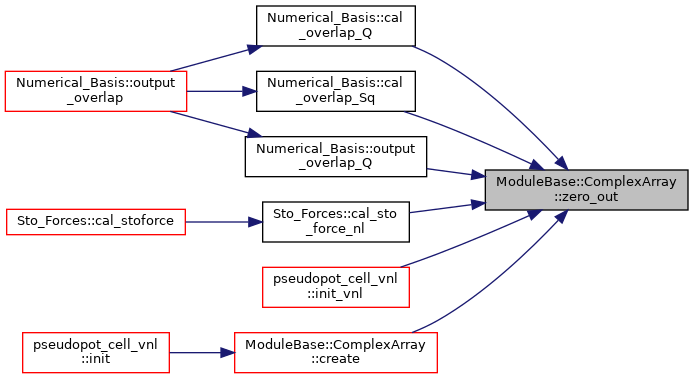 Numerical_Basis::cal
_overlap_Q
Numerical_Basis::output
_overlap
Numerical_Basis::cal
_overlap_Sq
Numerical_Basis::output
_overlap_Q
ModuleBase::ComplexArray
::zero_out
Sto_Forces::cal_stoforce
Sto_Forces::cal_sto
_force_nl
pseudopot_cell_vnl
::init_vnl
pseudopot_cell_vnl
::init
ModuleBase::ComplexArray
::create